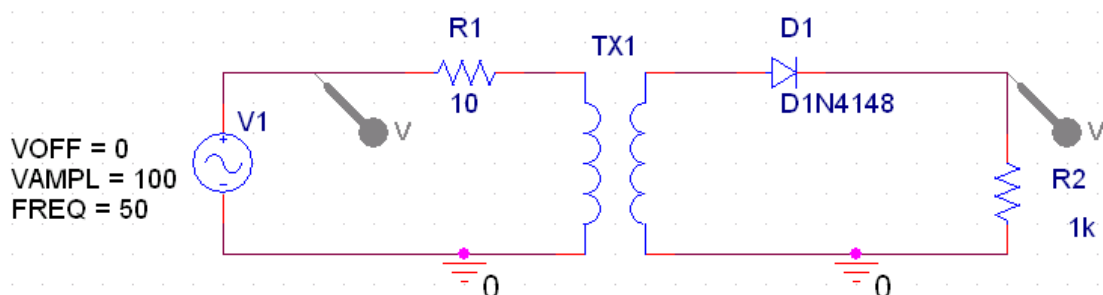 R1
10
TX1
D1
D1N4148
V1
+
-
V
VOFF = 0
VAMPL = 100
FREQ = 50
V
R2
1k
0
0